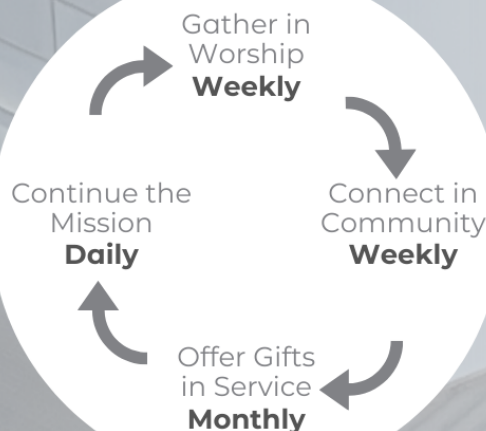 Gather in
Worship
Weekly
Connect in
Community
Weekly
Offer Gifts
in Service
Monthly
Continue the
Mission
Daily